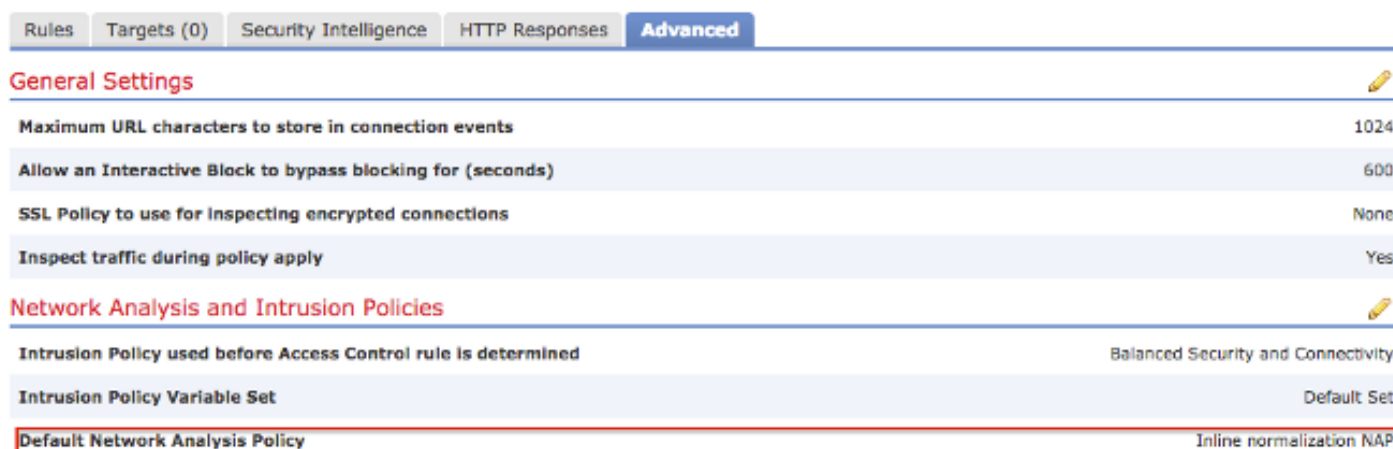 Rules Targets (0) Security Intelligence HTTP Responses Advanced
General Settings
Maximum URL characters to store in connection events 1024
Allow an Interactive Block to bypass blocking for (seconds) 600
SSL Policy to use for inspecting encrypted connections None
Inspect traffic during policy apply Yes
Network Analysis and Intrusion Policies
Intrusion Policy used before Access Control rule is determined Balanced Security and Connectivity
Intrusion Policy Variable Set Default Set
Default Network Analysis Policy Inline normalization NAP